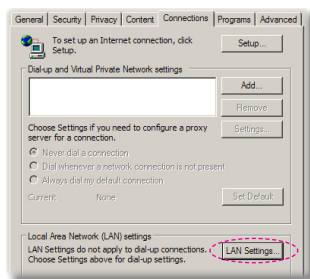 General Security Privacy Content Connections Programs Advanced
To set up an Internet connection, click
Setup.
Setup...
Dial-up and Virtual Private Network settings
Add...
Remove
Choose Settings if you need to configure a proxy
server for a connection.
Settings...
Never dial a connection
Dial whenever a network connection is not present
Always dial my default connection
Current: None
Set Default
Local Area Network (LAN) settings
LAN Settings do not apply to dial-up connections.
Choose Settings above for dial-up settings.
LAN Settings...